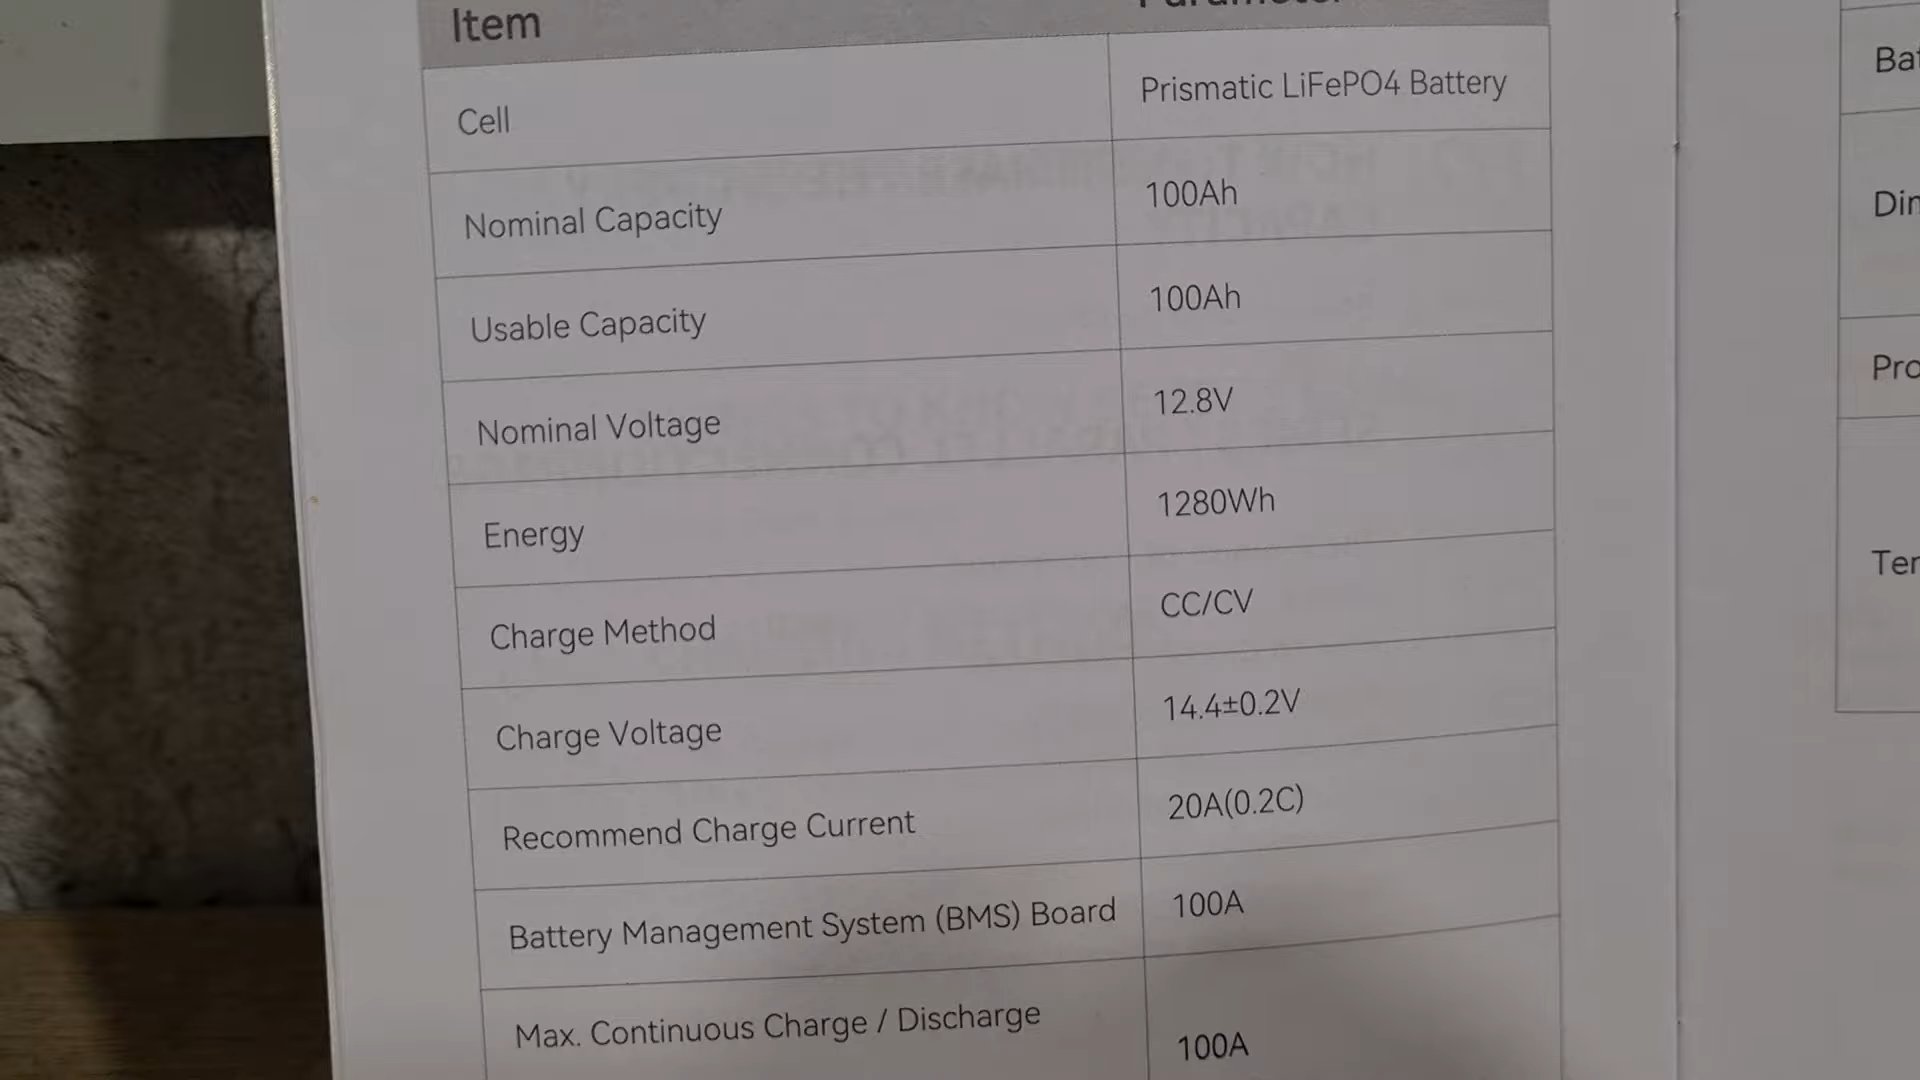 Item
Cell Prismatic LiFePO4 Battery
Nominal Capacity 100Ah
Usable Capacity 100Ah
Nominal Voltage 12.8V
Energy 1280Wh
Charge Method CC/CV
Charge Voltage 14.4±0.2V
Recommend Charge Current 20A(0.2C)
Battery Management System (BMS) Board 100A
Max. Continuous Charge / Discharge 100A